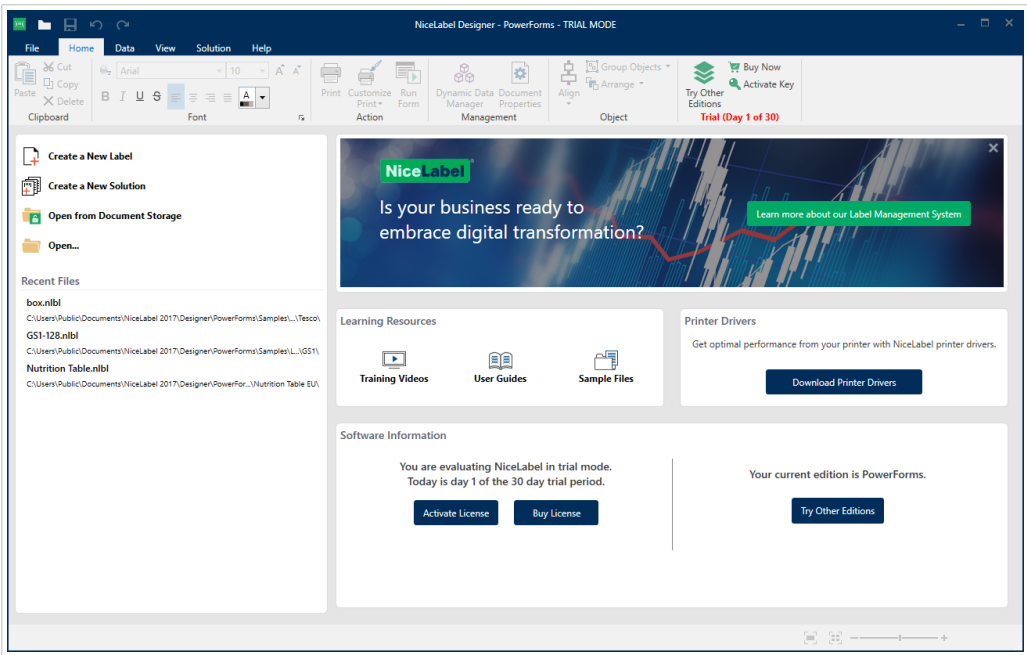 NiceLabel Designer - PowerForms - TRIAL MODE
File Home Data View Solution Help
Paste
Cut
Copy
Delete
Clipboard
Arial 10
B I U S
Font
Print
Customize Print
Run Form
Action
Dynamic Data Manager
Document Properties
Management
Align
Group Objects
Arrange
Object
Try Other Editions
Buy Now
Activate Key
Trial (Day 1 of 30)
Create a New Label
Create a New Solution
Open from Document Storage
Open...
Recent Files
box.nlbl
C:\Users\Public\Documents\NiceLabel 2017\Designer\PowerForms\Samples\...\Tesco\
GS1-128.nlbl
C:\Users\Public\Documents\NiceLabel 2017\Designer\PowerForms\Samples\L...\GS1\
Nutrition Table.nlbl
C:\Users\Public\Documents\NiceLabel 2017\Designer\PowerFor...\Nutrition Table EU\
NiceLabel
Is your business ready to
embrace digital transformation?
Learn more about our Label Management System
Learning Resources
Training Videos
User Guides
Sample Files
Printer Drivers
Get optimal performance from your printer with NiceLabel printer drivers.
Download Printer Drivers
Software Information
You are evaluating NiceLabel in trial mode.
Today is day 1 of the 30 day trial period.
Activate License
Buy License
Your current edition is PowerForms.
Try Other Editions